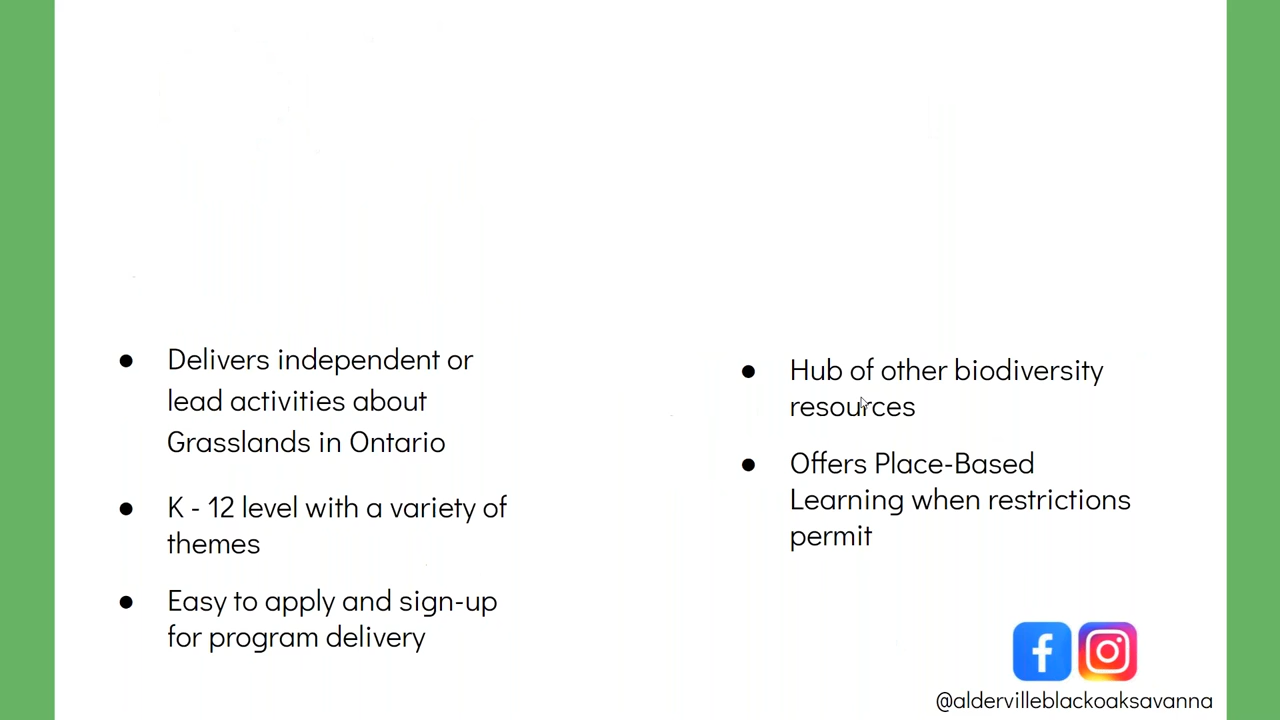 ● Delivers independent or
lead activities about
Grasslands in Ontario
● K - 12 level with a variety of
themes
● Easy to apply and sign-up
for program delivery
● Hub of other biodiversity
resources
● Offers Place-Based
Learning when restrictions
permit
@aldervilleblackoaksavanna